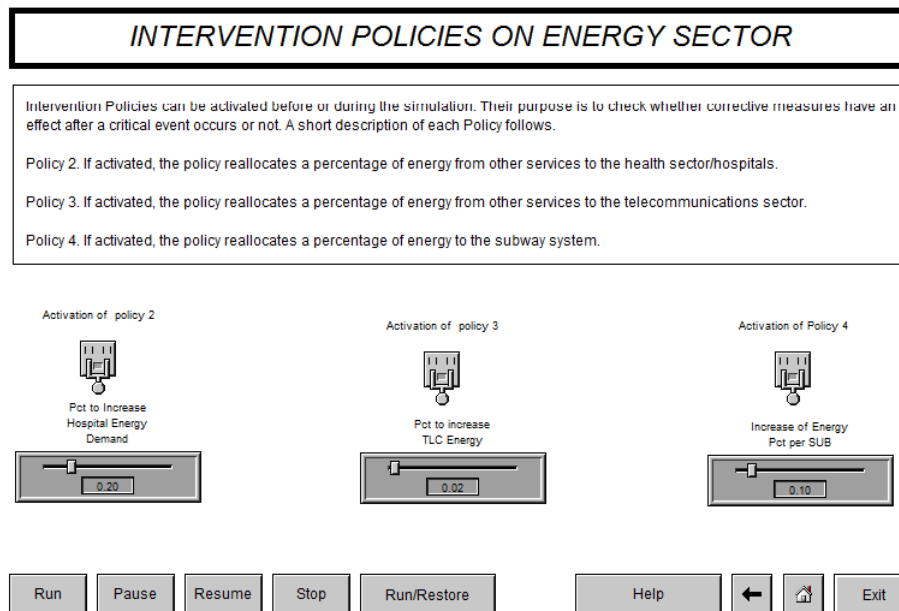 INTERVENTION POLICIES ON ENERGY SECTOR
Intervention Policies can be activated before or during the simulation. Their purpose is to check whether corrective measures have an
effect after a critical event occurs or not. A short description of each Policy follows.
Policy 2. If activated, the policy reallocates a percentage of energy from other services to the health sector/hospitals.
Policy 3. If activated, the policy reallocates a percentage of energy from other services to the telecommunications sector.
Policy 4. If activated, the policy reallocates a percentage of energy to the subway system.
Activation of policy 2
Activation of policy 3
Activation of Policy 4
Pct to Increase
Hospital Energy
Demand
0.20
Pct to increase
TLC Energy
0.02
Increase of Energy
Pct per SUB
0.10
Run
Pause
Resume
Stop
Run/Restore
Help
Exit